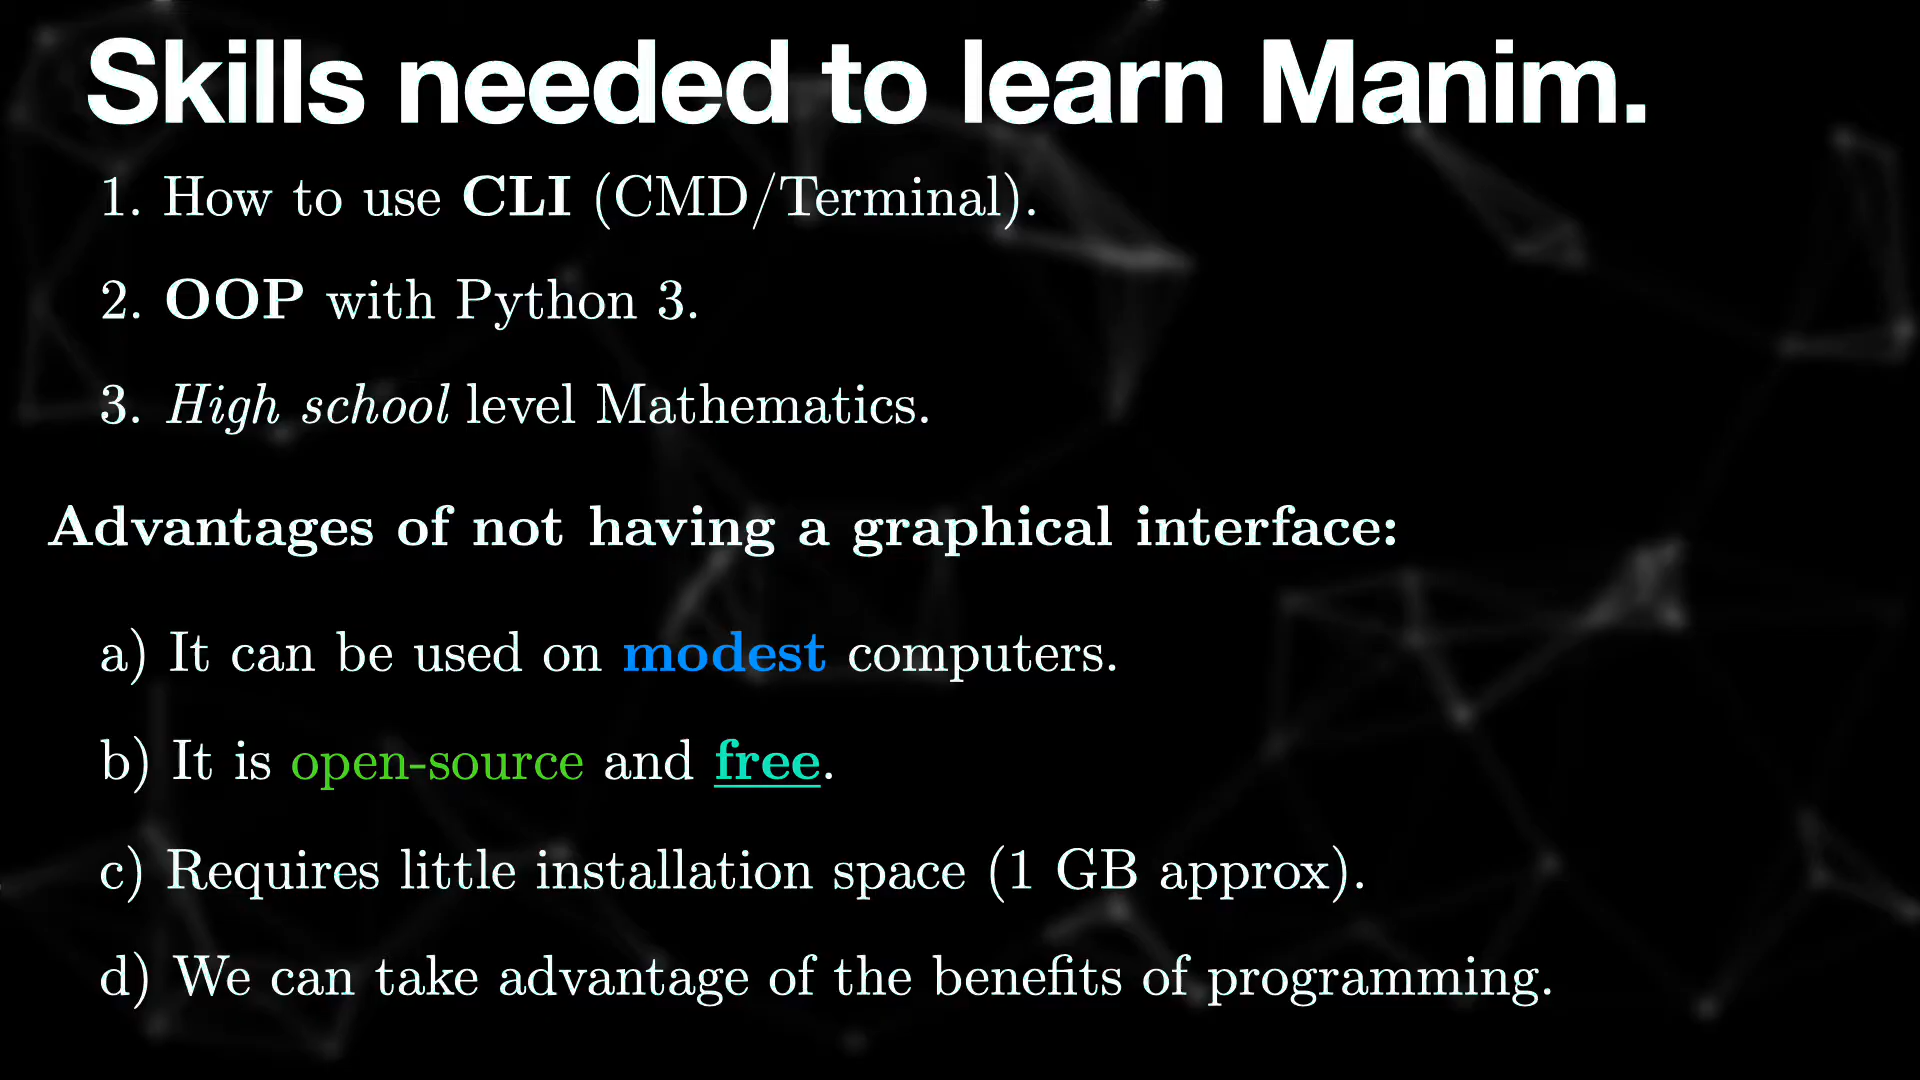 Skills needed to learn Manim.
1. How to use CLI (CMD/Terminal).
2. OOP with Python 3.
3. High school level Mathematics.
Advantages of not having a graphical interface:
a) It can be used on modest computers.
b) It is open-source and free.
c) Requires little installation space (1 GB approx).
d) We can take advantage of the benefits of programming.